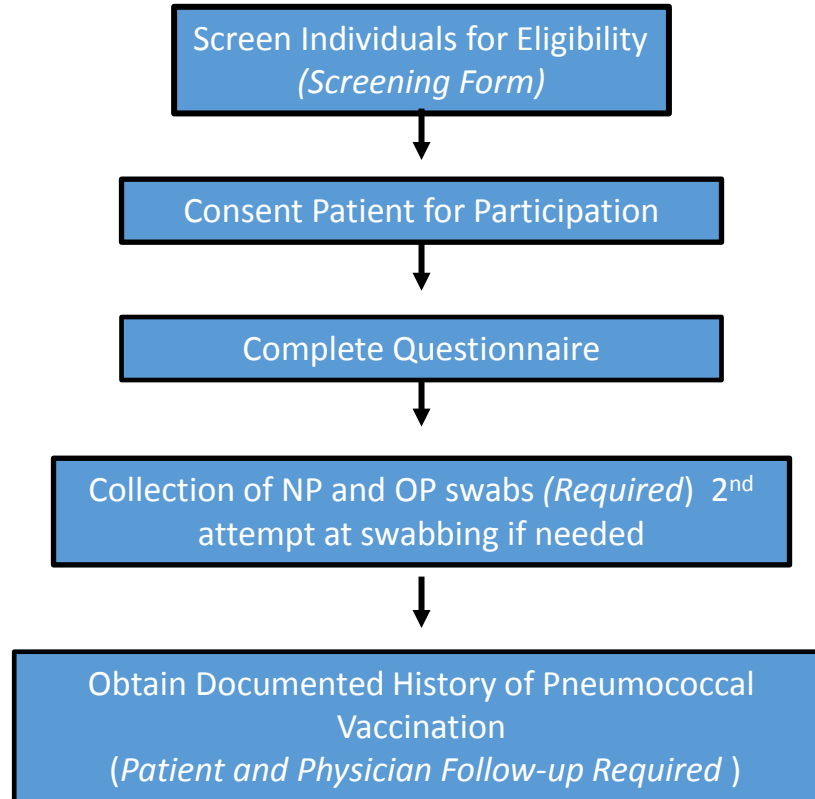 Screen Individuals for Eligibility
(Screening Form)
Consent Patient for Participation
Complete Questionnaire
Collection of NP and OP swabs (Required)  2nd
attempt at swabbing if needed
Obtain Documented History of Pneumococcal
Vaccination
(Patient and Physician Follow-up Required )